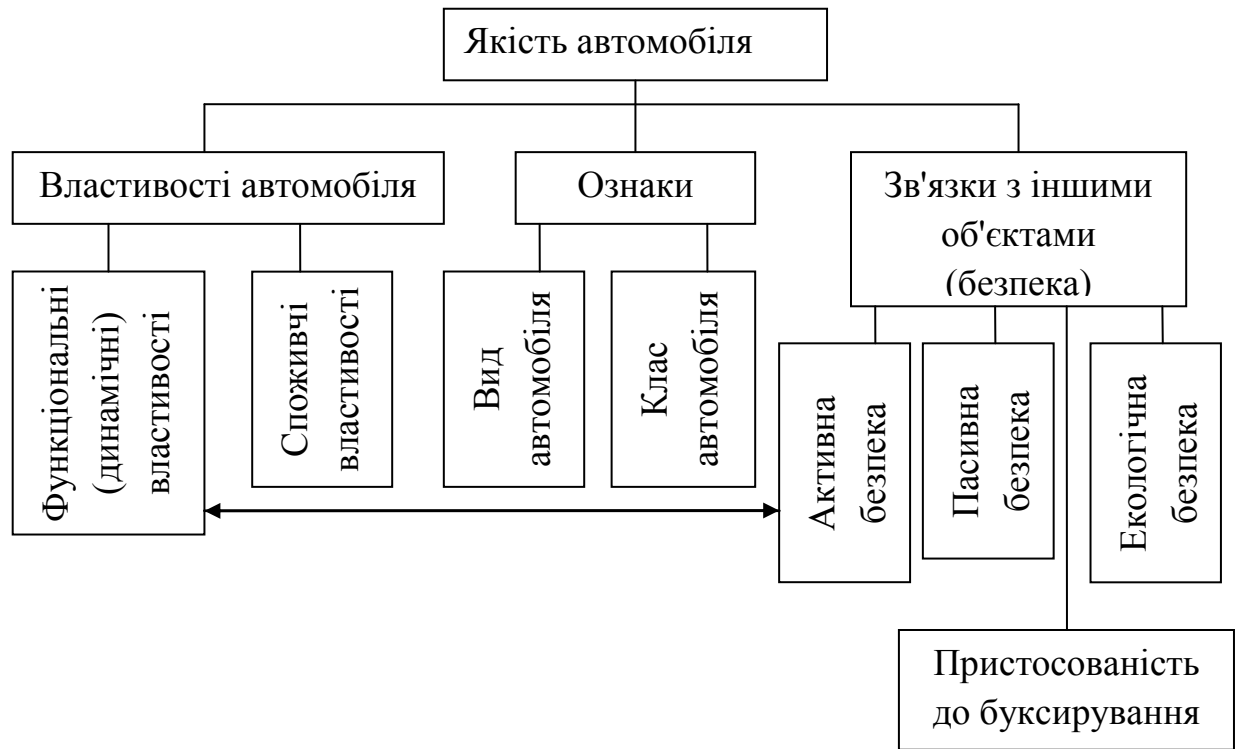 Якість автомобіля
Властивості автомобіля
Ознаки
Зв'язки з іншими
об'єктами
(безпека)
Функціональні
(динамічні)
властивості
Споживчі
властивості
Вид
автомобіля
Клас
автомобіля
Активна
безпека
Пасивна
безпека
Екологічна
безпека
Пристосованість
до буксирування